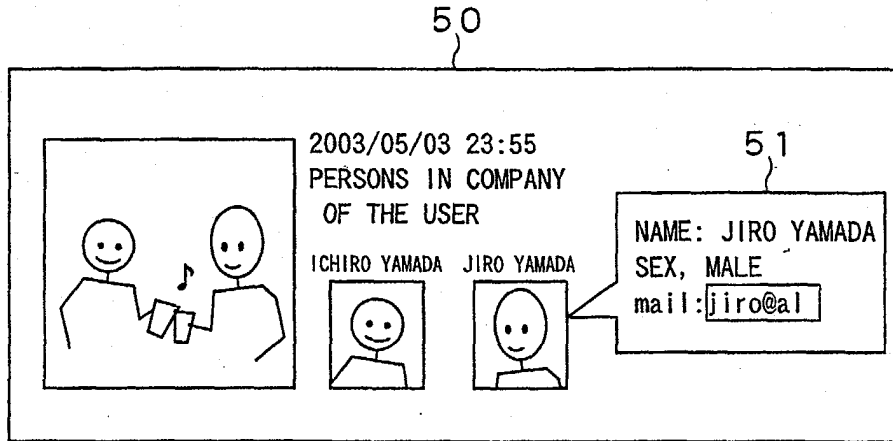 50
2003/05/03 23:55
PERSONS IN COMPANY
OF THE USER
ICHIRO YAMADA JIRO YAMADA
51
NAME: JIRO YAMADA
SEX, MALE
mail:jiro@al